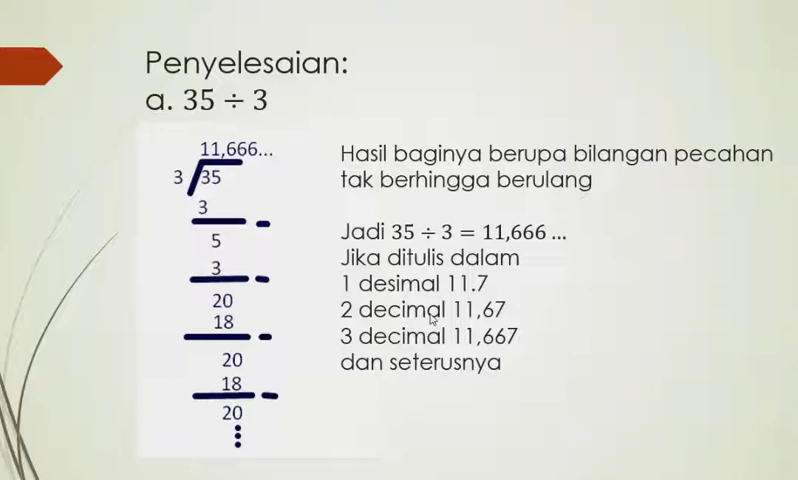 Penyelesaian:
a. 35 ÷ 3
11,666...
3 35
3
5
3
20
18
20
18
20
Hasil baginya berupa bilangan pecahan
tak berhingga berulang
Jadi 35 ÷ 3 = 11,666 ...
Jika ditulis dalam
1 desimal 11.7
2 decimal 11,67
3 decimal 11,667
dan seterusnya